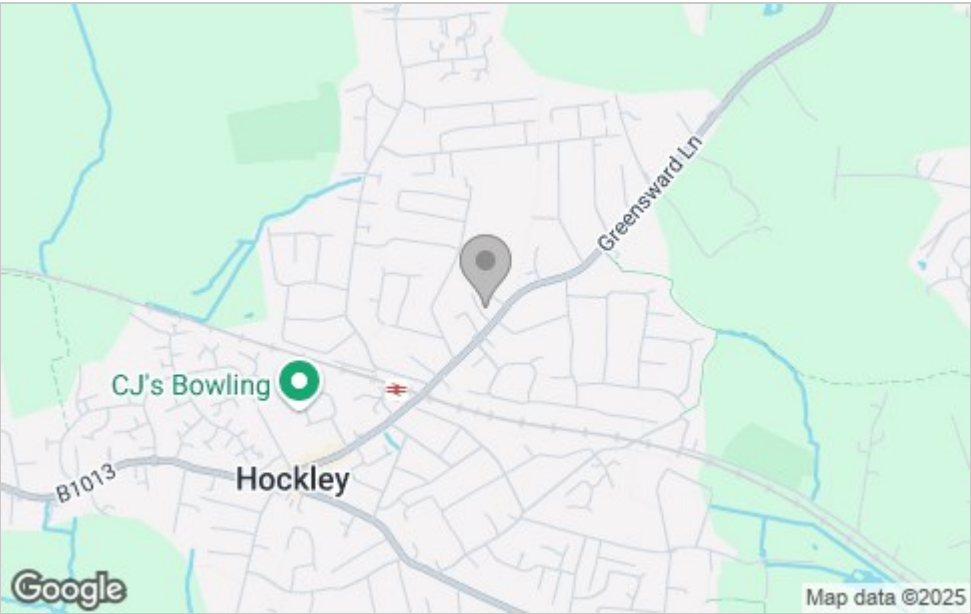 Greensward Ln
CJ's Bowling
Hockley
B1013
Google
Map data ©2025